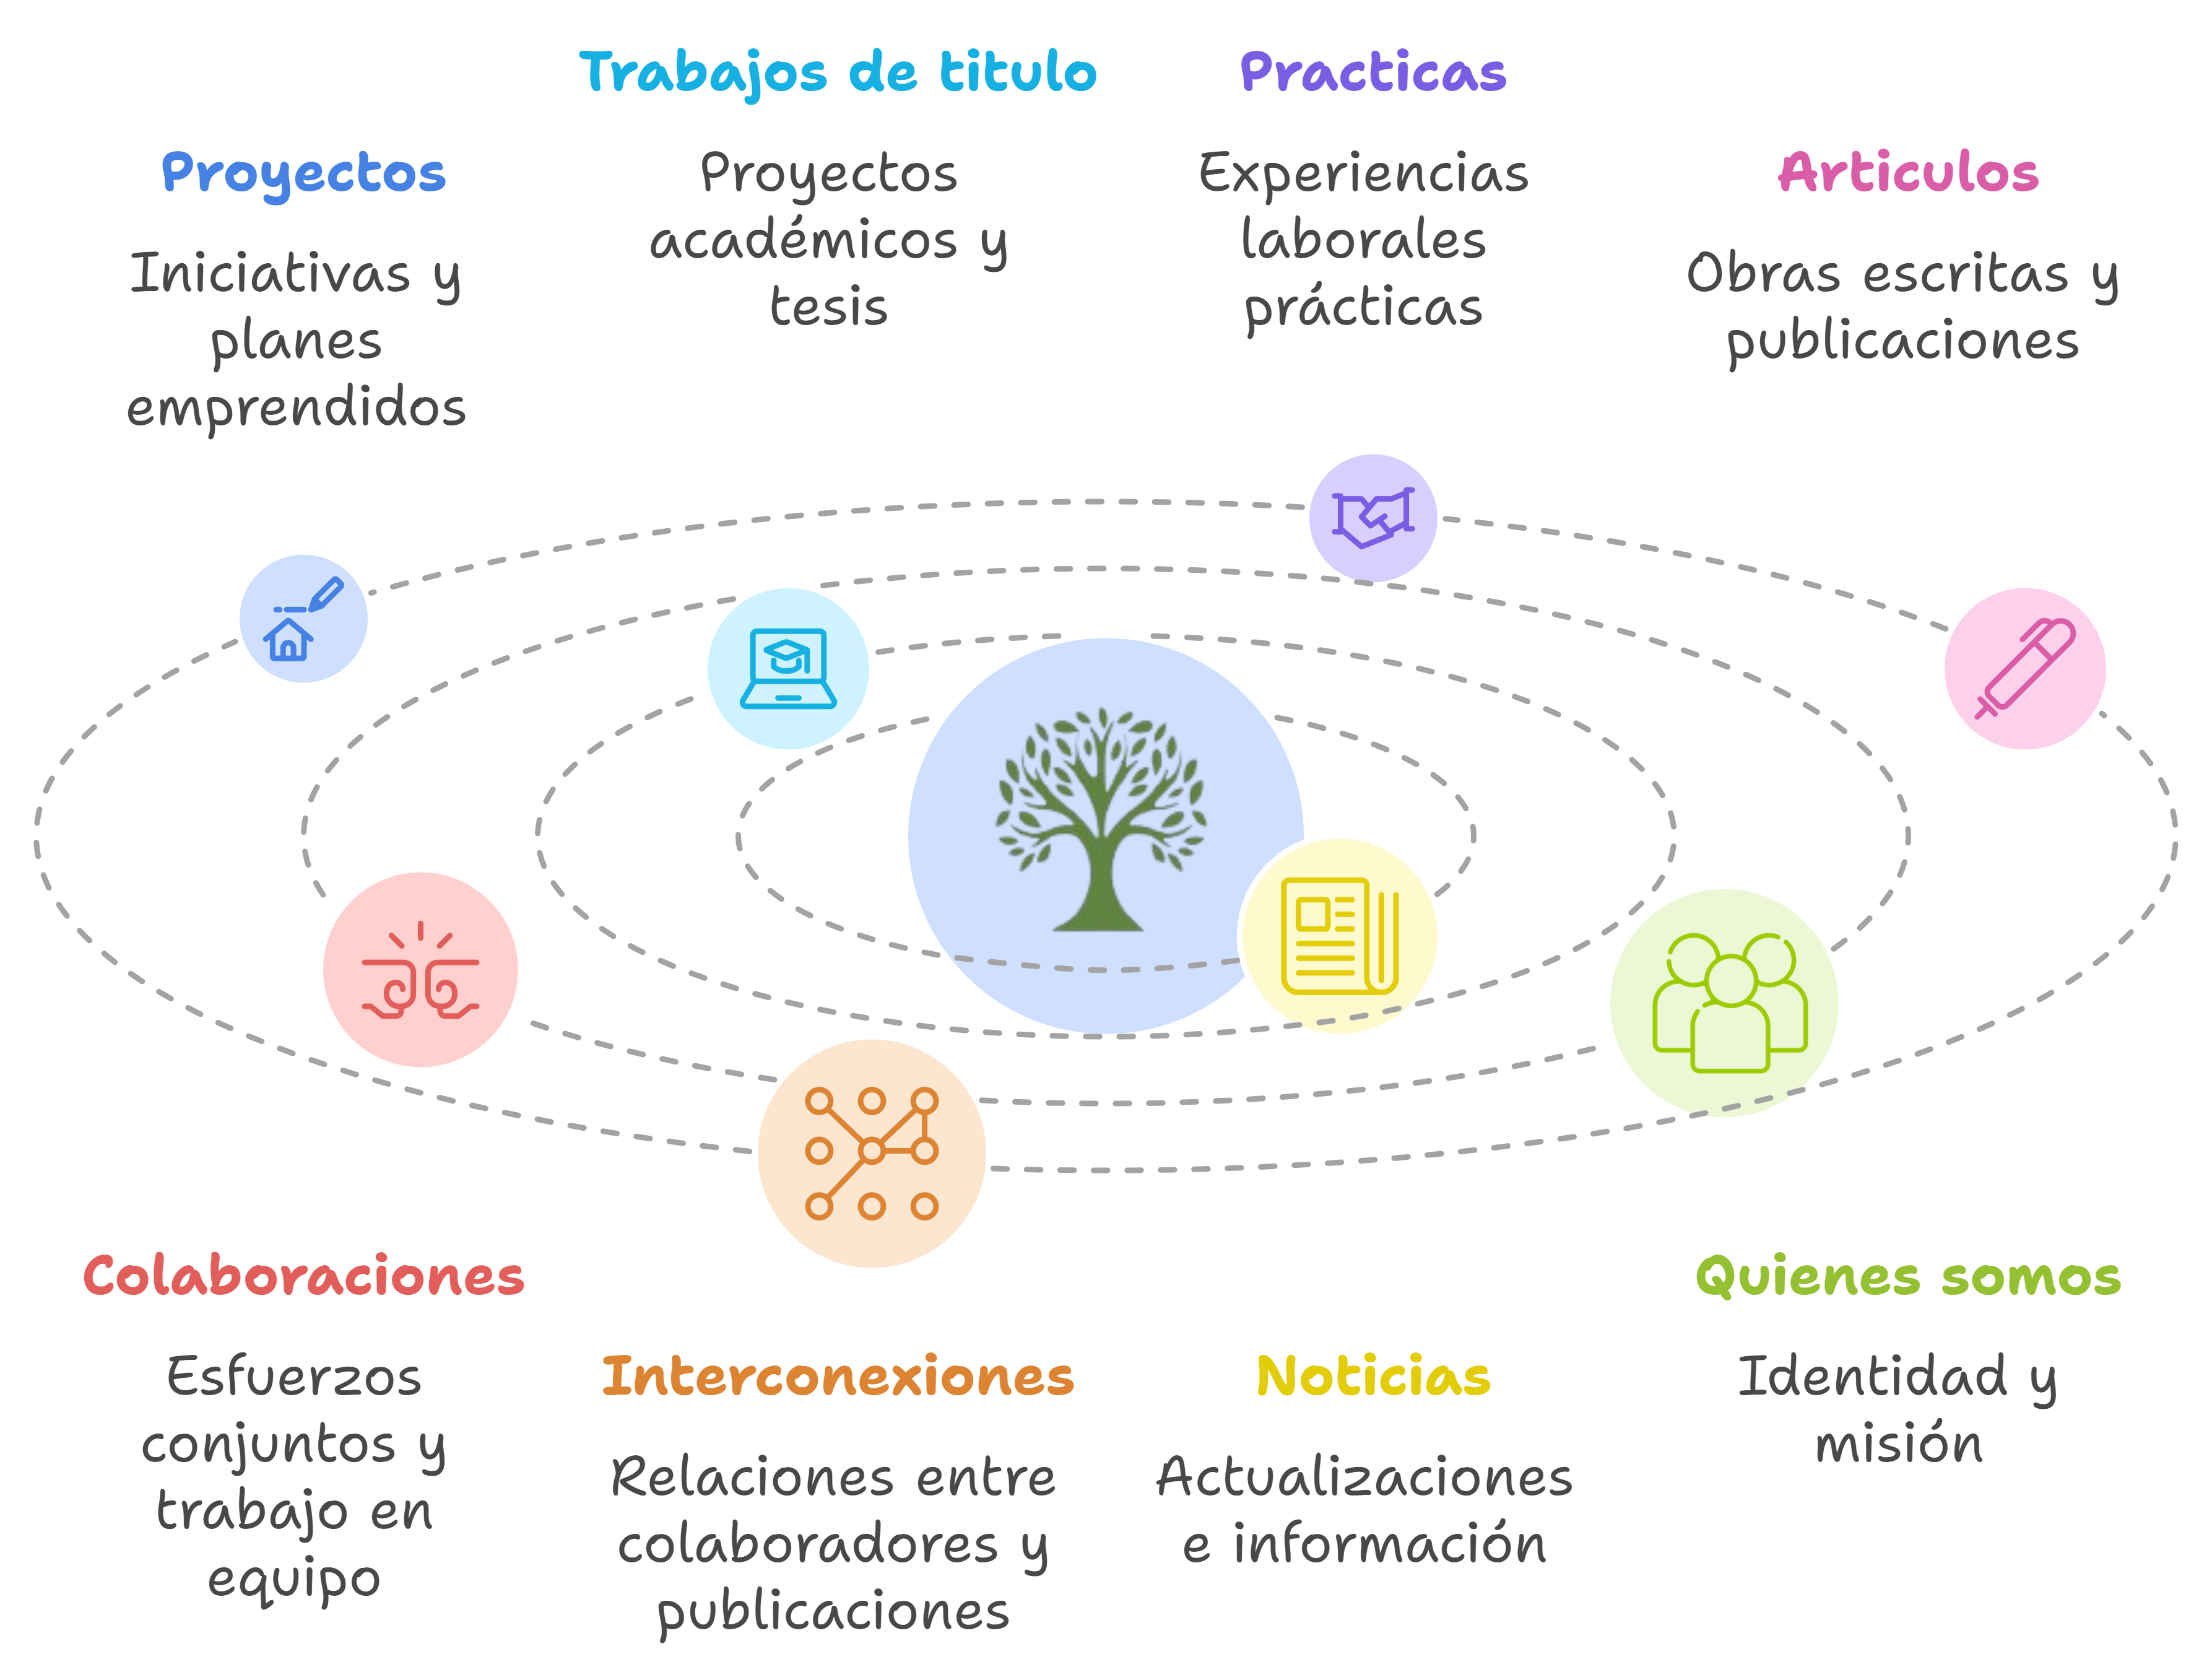 Trabajos de titulo
Proyectos
académicos y
tesis
Practicas
Experiencias
laborales
prácticas
Proyectos
Iniciativas y
planes
emprendidos
Articulos
Obras escritas y
publicaciones
Colaboraciones
Esfuerzos
conjuntos y
trabajo en
equipo
Interconexiones
Relaciones entre
colaboradores y
publicaciones
Noticias
Actualizaciones
e información
Quienes somos
Identidad y
misión